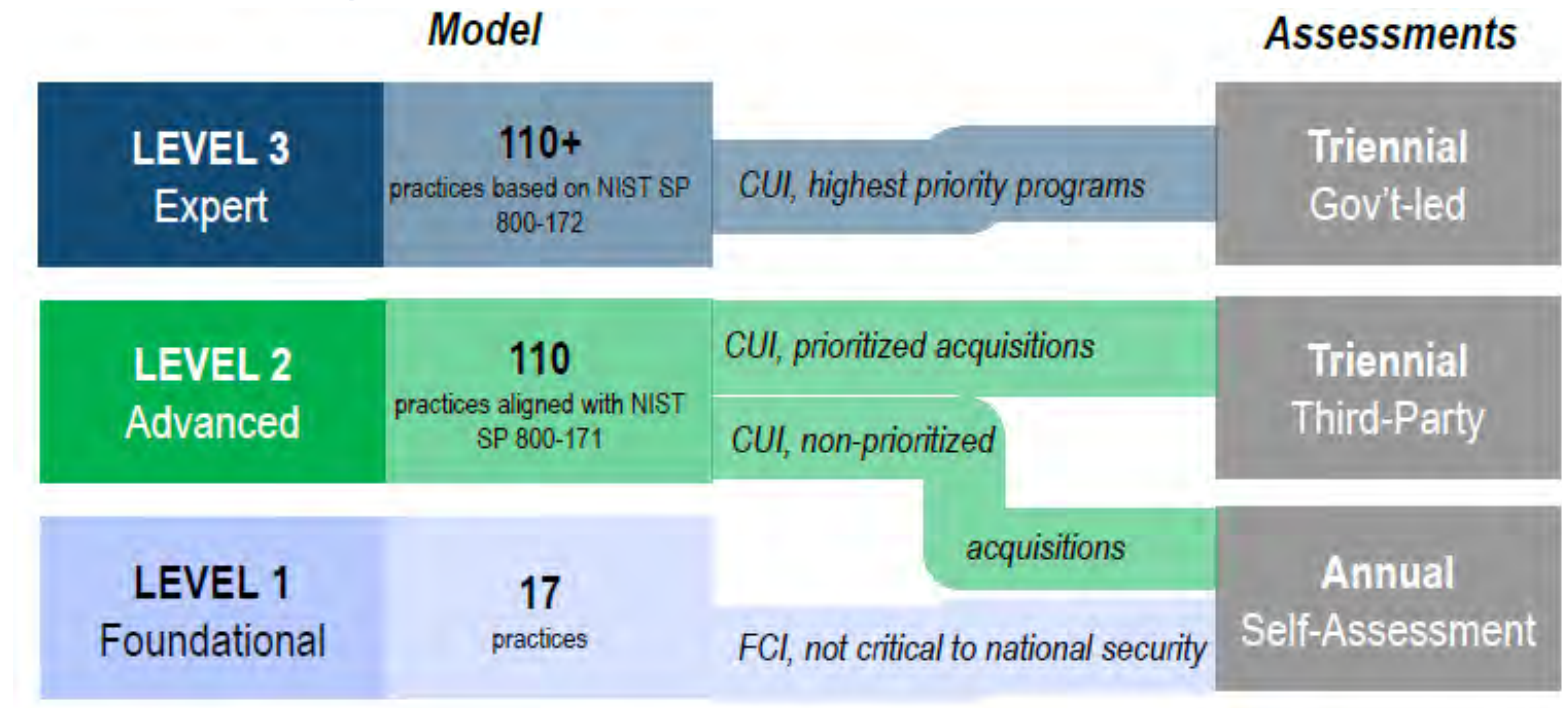 Model
Assessments
LEVEL 3
Expert
110+
practices based on NIST SP
800-172
CUI, highest priority programs
Triennial
Gov't-led
LEVEL 2
Advanced
110
practices aligned with NIST
SP 800-171
CUI, prioritized acquisitions
CUI, non-prioritized
acquisitions
Triennial
Third-Party
LEVEL 1
Foundational
17
practices
FCI, not critical to national security
Annual
Self-Assessment